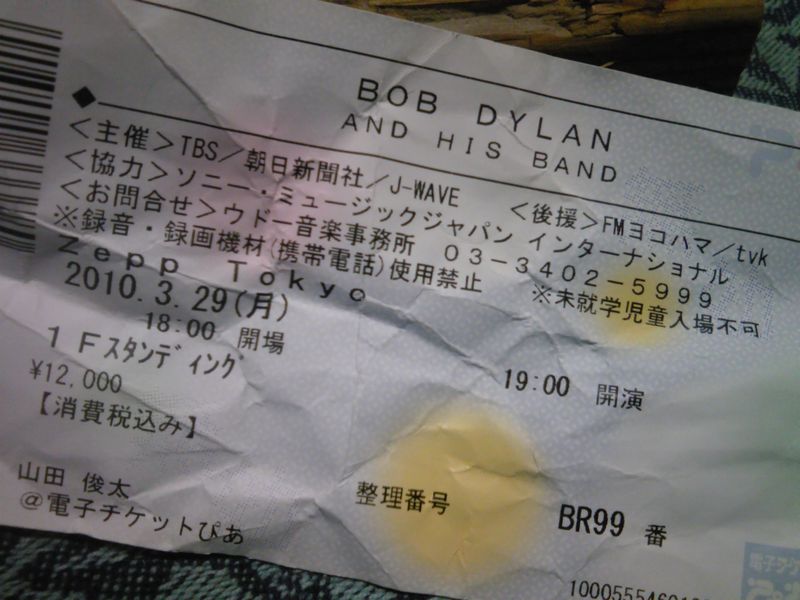 BOB DYLAN
AND HIS BAND
<主催>TBS/朝日新聞社/J-WAVE <後援>FMヨコハマ/tvk
<協力>ソニー・ミュージックジャパン インターナショナル
<お問合せ>ウドー音楽事務所 03-3402-5999
※録音・録画機材(携帯電話)使用禁止 ※未就学児童入場不可
Zepp Tokyo
2010.3.29(月)
18:00 開場 19:00 開演
1Fスタンディング
¥12,000
【消費税込み】
整理番号 BR99 番
山田 俊太
@電子チケットぴあ